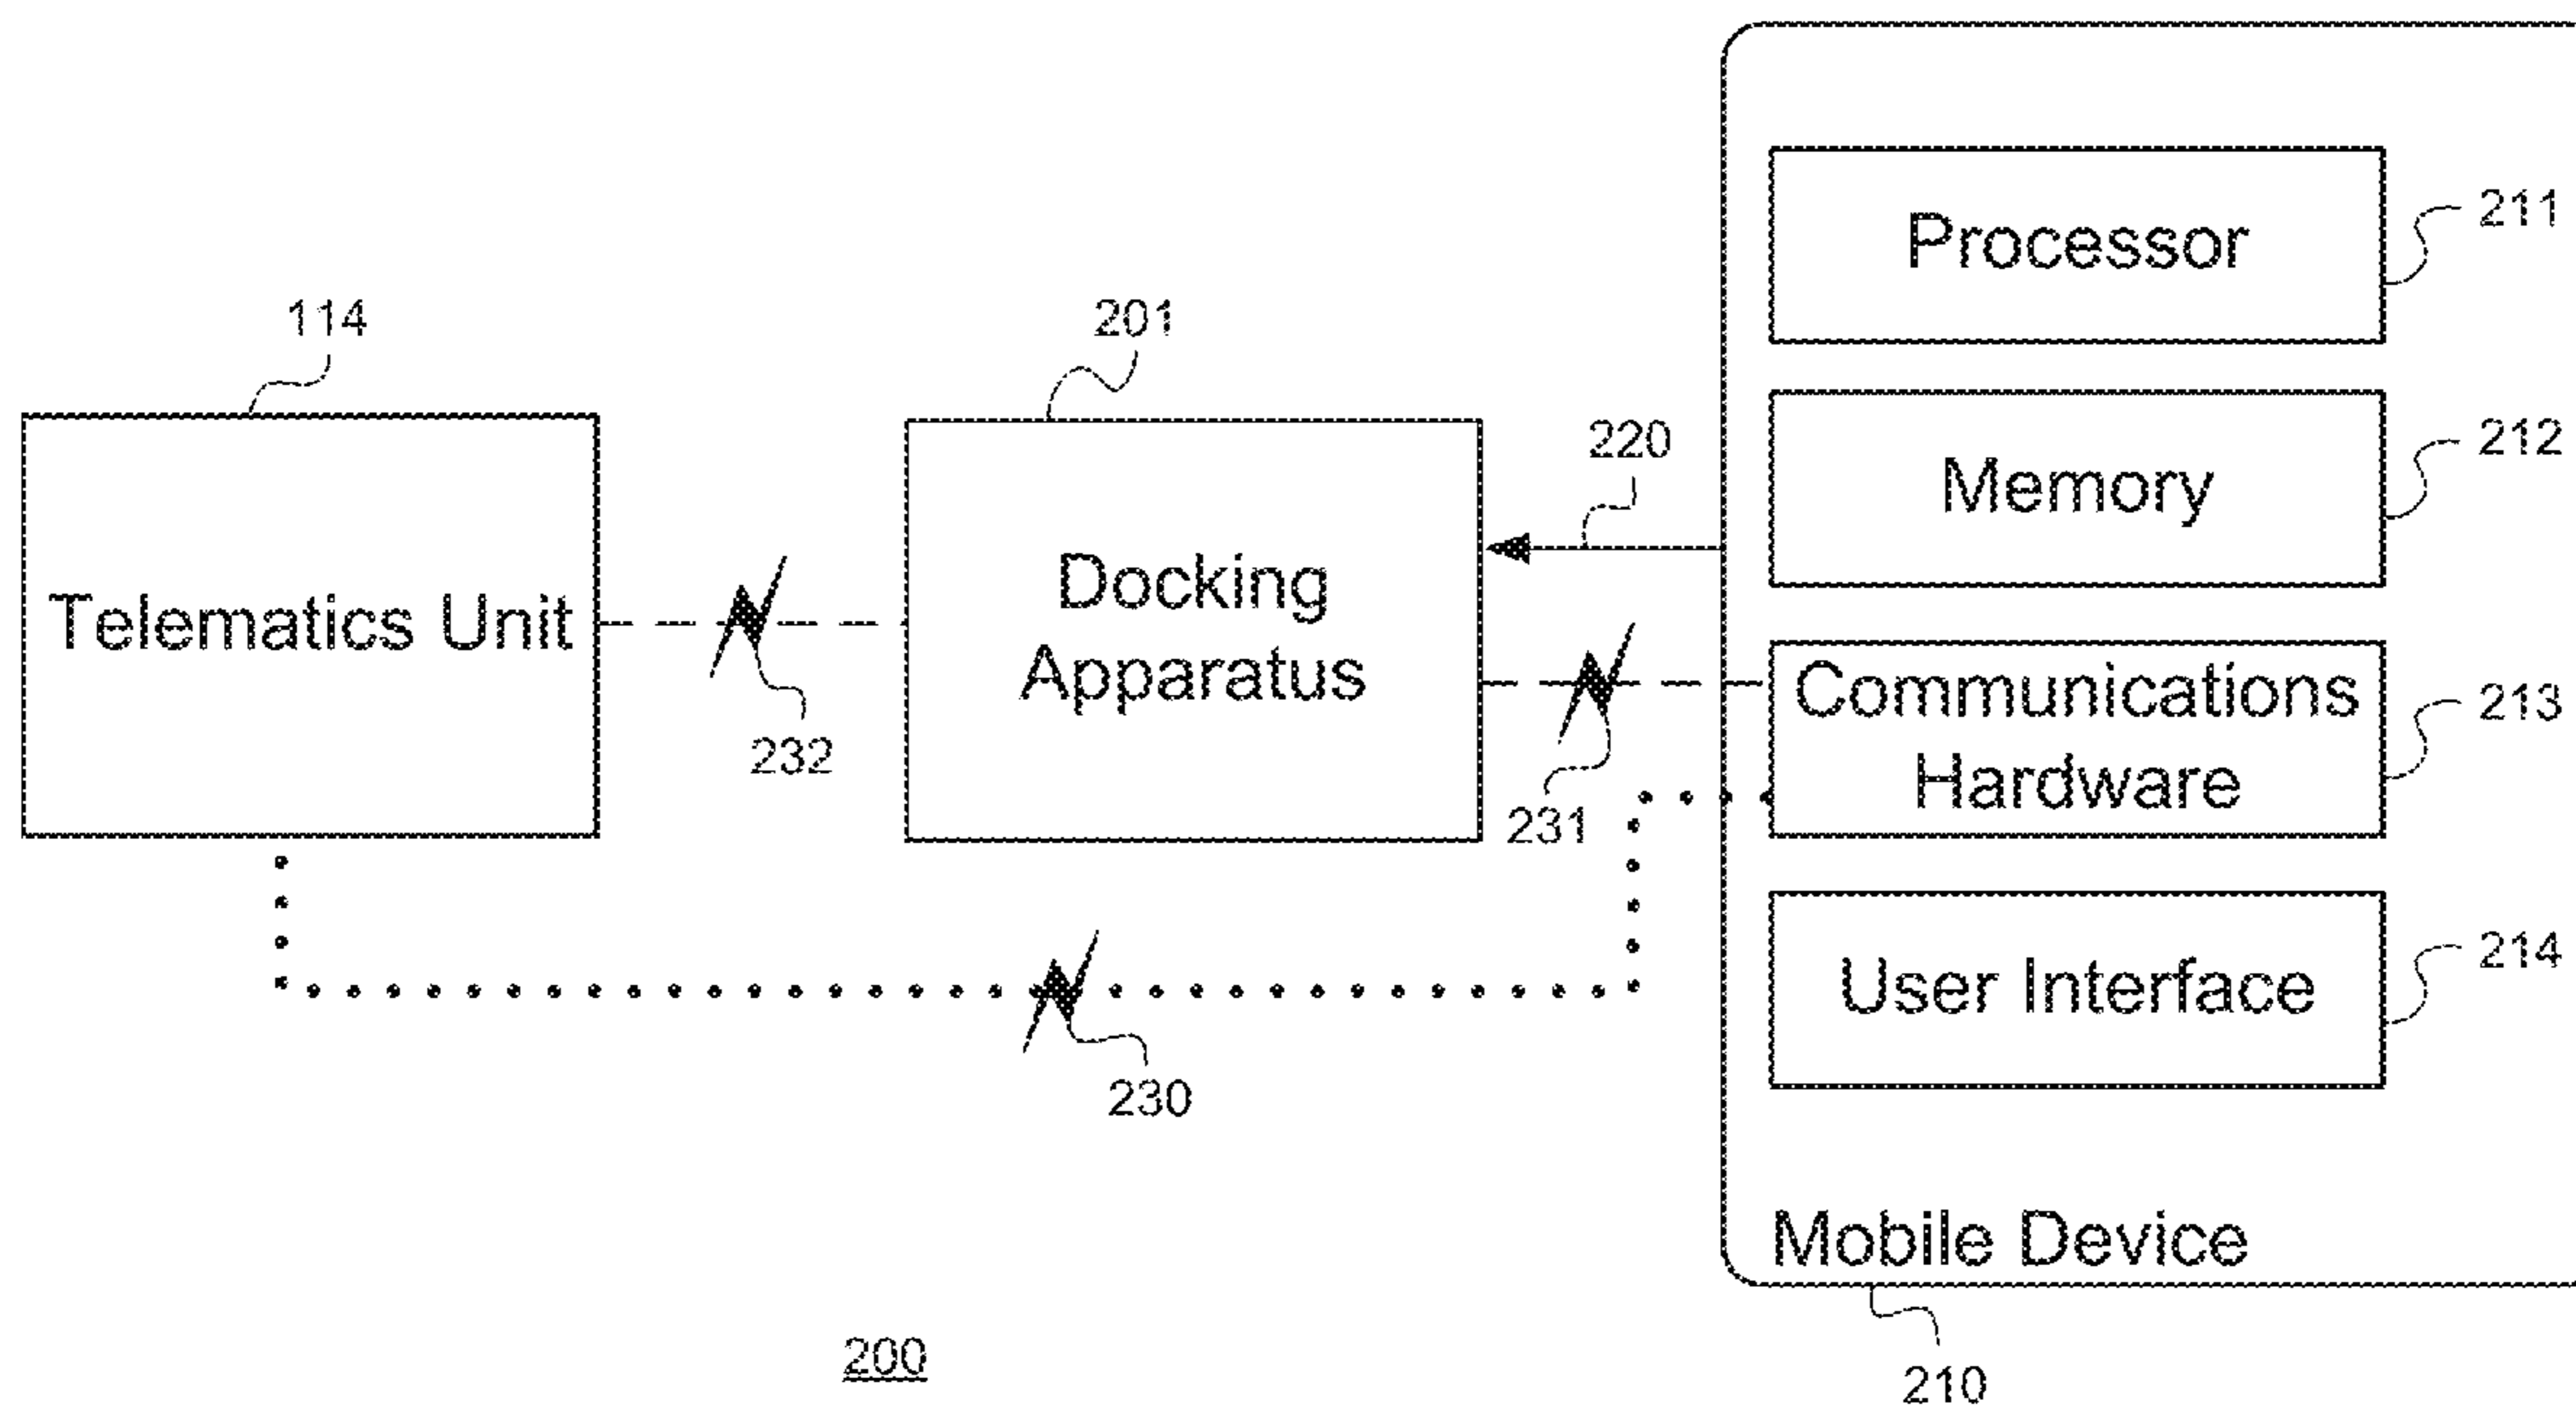 114
Telematics Unit
232
201
Docking
Apparatus
220
231
230
Processor
211
Memory
212
Communications
Hardware
213
User Interface
214
Mobile Device
210
200